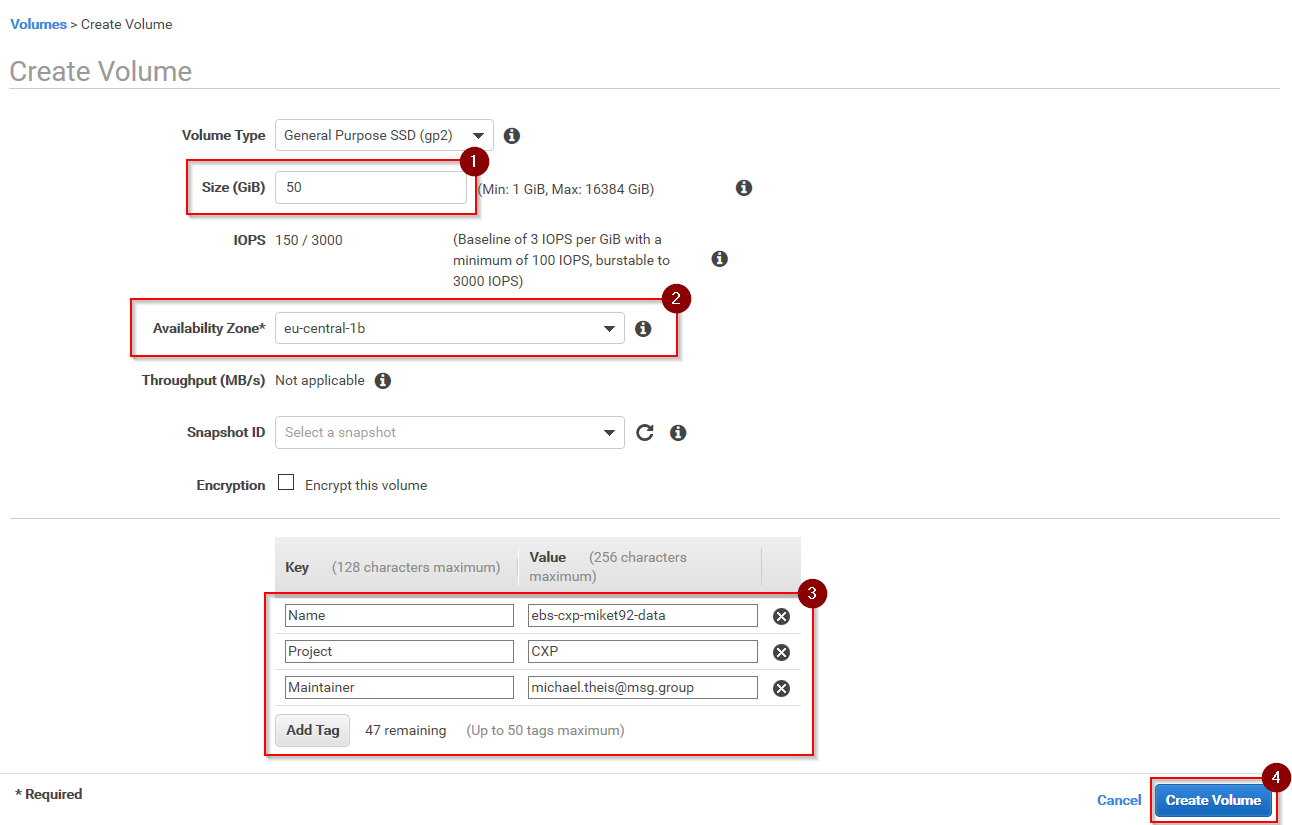 Volumes > Create Volume
Create Volume
Volume Type General Purpose SSD (gp2)
1
Size (GiB) 50 (Min: 1 GiB, Max: 16384 GiB)
IOPS 150 / 3000 (Baseline of 3 IOPS per GiB with a
minimum of 100 IOPS, burstable to
3000 IOPS)
2
Availability Zone* eu-central-1b
Throughput (MB/s) Not applicable
Snapshot ID Select a snapshot
Encryption Encrypt this volume
Key (128 characters maximum) Value (256 characters
maximum)
3
Name ebs-cxp-miket92-data
Project CXP
Maintainer michael.theis@msg.group
Add Tag 47 remaining (Up to 50 tags maximum)
4
* Required Cancel Create Volume